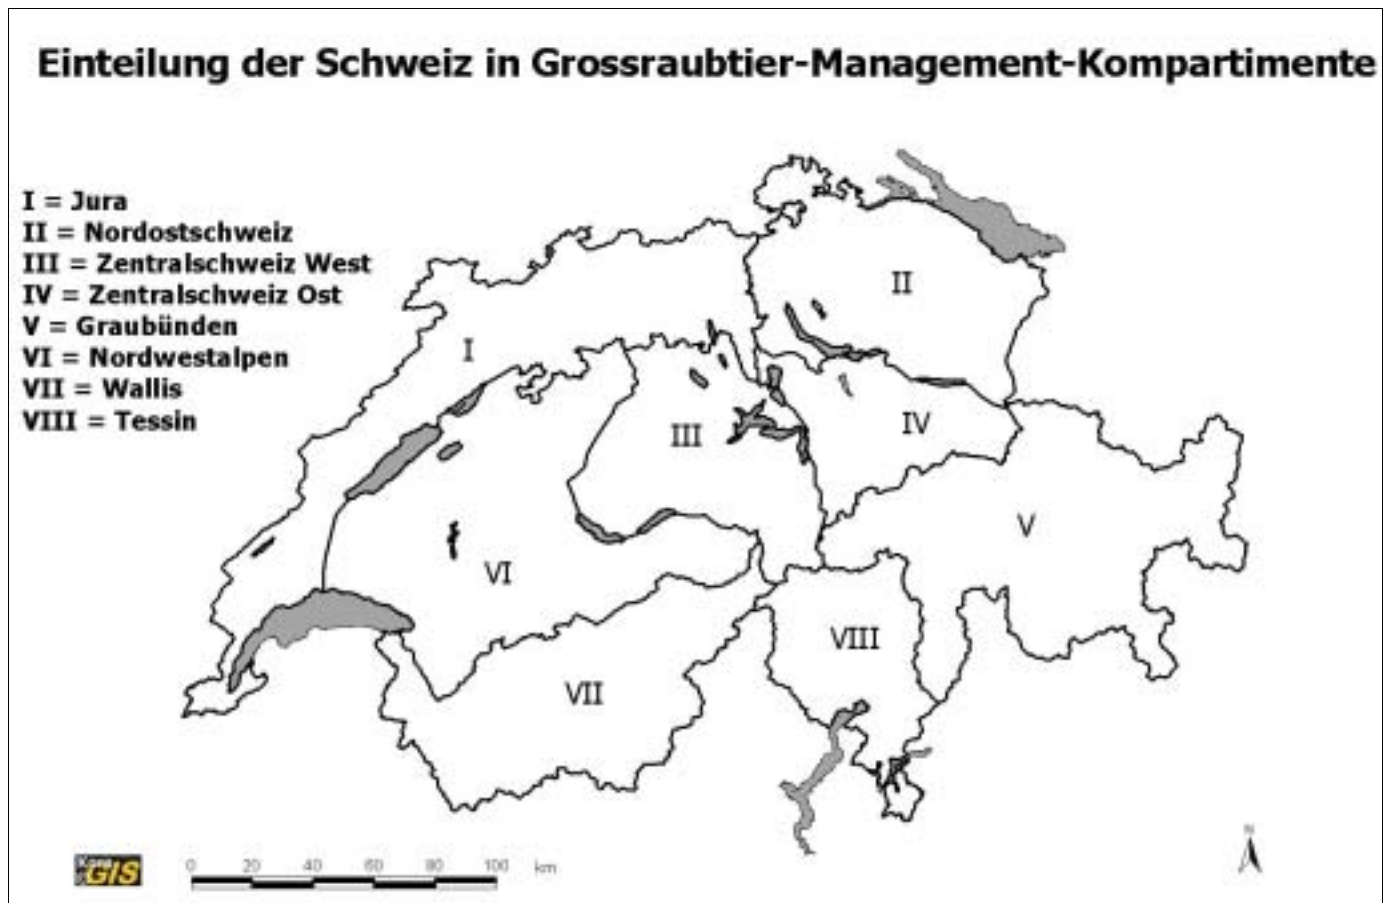 Einteilung der Schweiz in Grossraubtier-Management-Kompartimente
I = Jura
II = Nordostschweiz
III = Zentralschweiz West
IV = Zentralschweiz Ost
V = Graubünden
VI = Nordwestalpen
VII = Wallis
VIII = Tessin
II
I
III
IV
V
VI
VIII
VII
N
GIS
0 20 40 60 80 100 km